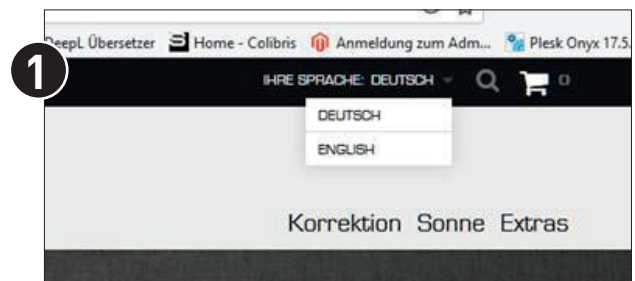 DeepL Übersetzer Home - Colibris Anmeldung zum Adm... Plesk Onyx 17.5.
1
IHRE SPRACHE: DEUTSCH 0
DEUTSCH
ENGLISH
Korrektion Sonne Extras